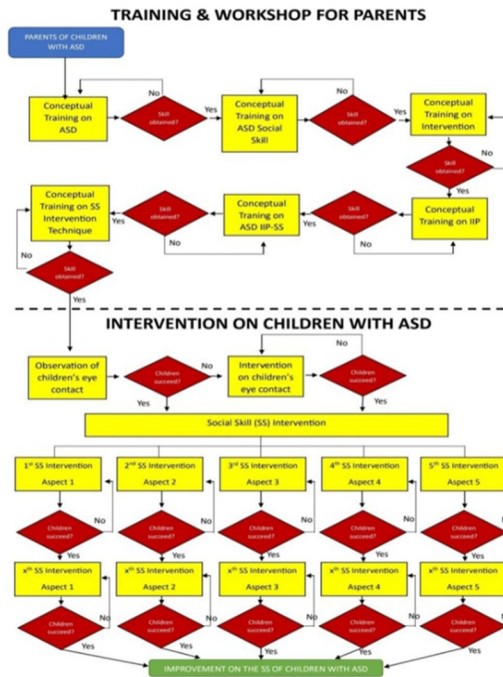 TRAINING & WORKSHOP FOR PARENTS
PARENTS OF CHILDREN
WITH ASD
Conceptual
Training on
ASD
Skill
obtained?
No
Yes
Conceptual
Training on
ASD Social
Skill
Skill
obtained?
No
Yes
Conceptual
Training on
Intervention
Skill
obtained?
No
Yes
Conceptual
Training on IIP
Skill
obtained?
No
Yes
Conceptual
Training on
ASD IIP-SS
Skill
obtained?
No
Yes
Conceptual
Training on SS
Intervention
Technique
Skill
obtained?
No
Yes
INTERVENTION ON CHILDREN WITH ASD
Observation of
children's eye
contact
Children
succeed?
No
Yes
Intervention
on children's
eye contact
Children
succeed?
No
Yes
Social Skill (SS) Intervention
1st SS Intervention
Aspect 1
2nd SS Intervention
Aspect 2
3rd SS Intervention
Aspect 3
4th SS Intervention
Aspect 4
5th SS Intervention
Aspect 5
Children
succeed?
No
Yes
Children
succeed?
No
Yes
Children
succeed?
No
Yes
Children
succeed?
No
Yes
Children
succeed?
No
Yes
xth SS Intervention
Aspect 1
xth SS Intervention
Aspect 2
xth SS Intervention
Aspect 3
xth SS Intervention
Aspect 4
xth SS Intervention
Aspect 5
Children
succeed?
No
Yes
Children
succeed?
No
Yes
Children
succeed?
No
Yes
Children
succeed?
No
Yes
Children
succeed?
No
Yes
IMPROVEMENT ON THE SS OF CHILDREN WITH ASD